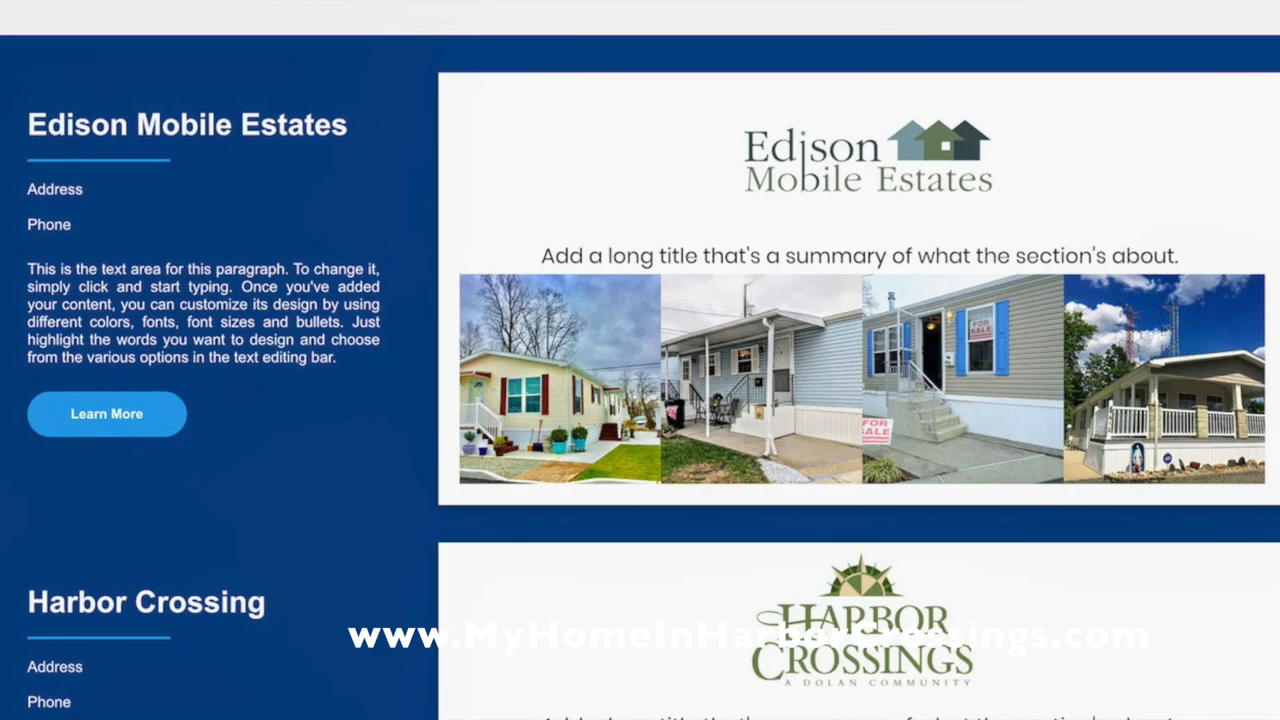 Edison Mobile Estates
Address
Phone
This is the text area for this paragraph. To change it,
simply click and start typing. Once you've added
your content, you can customize its design by using
different colors, fonts, font sizes and bullets. Just
highlight the words you want to design and choose
from the various options in the text editing bar.
Learn More
Edison
Mobile Estates
Add a long title that's a summary of what the section's about.
FOR
SALE
FOR
SALE
Harbor Crossing
Address
Phone
HARBOR
CROSSINGS
A DOLAN COMMUNITY
www.MyHomeInHarborCrossings.com